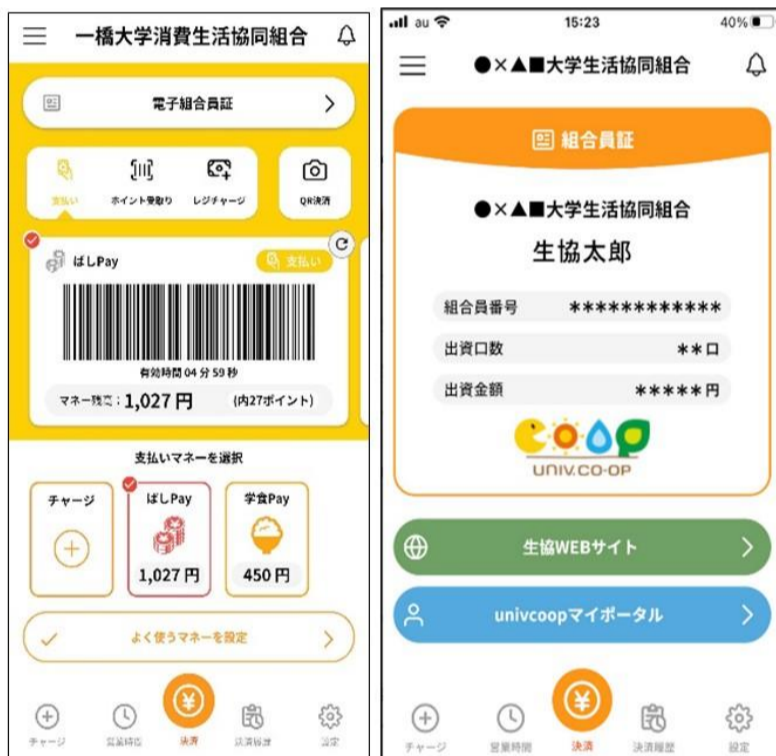 一橋大学消費生活協同組合
電子組合員証
支払い
ポイント受取り
レジチャージ
QR決済
ばしPay
支払い
有効時間 04 分 59 秒
マネー残高：1,027 円 (内27ポイント)
支払いマネーを選択
チャージ
ばしPay
1,027 円
学食Pay
450 円
よく使うマネーを設定
チャージ
営業時間
決済
決済履歴
設定
au
15:23
40%
●×▲■大学生活協同組合
組合員証
●×▲■大学生活協同組合
生協太郎
組合員番号 ************
出資口数 **口
出資金額 *****円
CO・OP
UNIV.CO-OP
生協WEBサイト
univcoopマイポータル
チャージ
営業時間
決済
決済履歴
設定